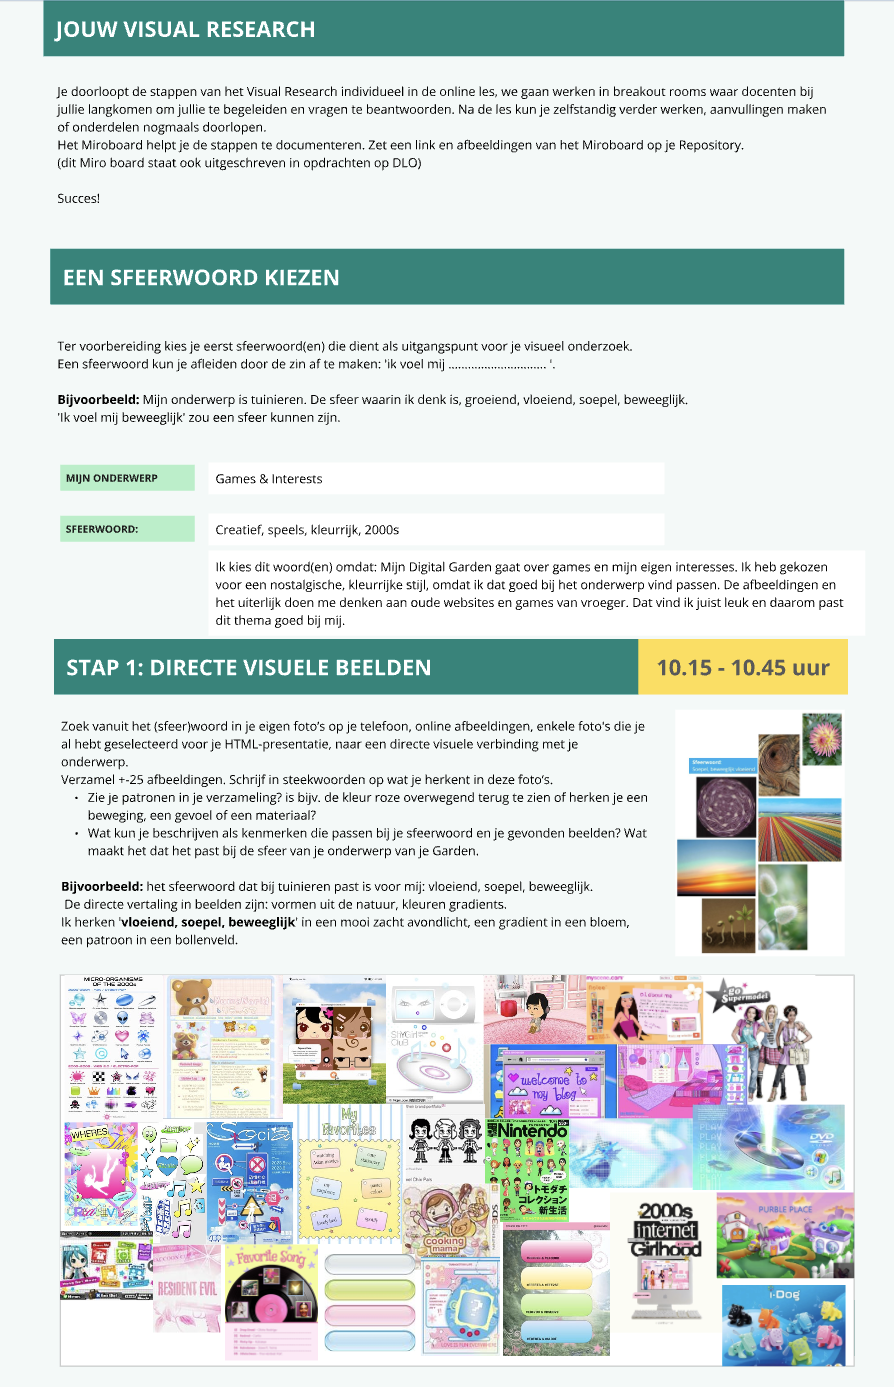 JOUW VISUAL RESEARCH
Je doorloopt de stappen van het Visual Research individueel in de online les, we gaan werken in breakout rooms waar docenten bij
jullie langkomen om jullie te begeleiden en vragen te beantwoorden. Na de les kun je zelfstandig verder werken, aanvullingen maken
of onderdelen nogmaals doorlopen.
Het Miroboard helpt je de stappen te documenteren. Zet een link en afbeeldingen van het Miroboard op je Repository.
(dit Miro board staat ook uitgeschreven in opdrachten op DLO)
Succes!
EEN SFEERWOORD KIEZEN
Ter voorbereiding kies je eerst sfeerwoord(en) die dient als uitgangspunt voor je visueel onderzoek.
Een sfeerwoord kun je afleiden door de zin af te maken: 'ik voel mij .............................. '.
Bijvoorbeeld: Mijn onderwerp is tuinieren. De sfeer waarin ik denk is, groeiend, vloeiend, soepel, beweeglijk.
'Ik voel mij beweeglijk' zou een sfeer kunnen zijn.
MIJN ONDERWERP
Games & Interests
SFEERWOORD:
Creatief, speels, kleurrijk, 2000s
Ik kies dit woord(en) omdat: Mijn Digital Garden gaat over games en mijn eigen interesses. Ik heb gekozen
voor een nostalgische, kleurrijke stijl, omdat ik dat goed bij het onderwerp vind passen. De afbeeldingen en
het uiterlijk doen me denken aan oude websites en games van vroeger. Dat vind ik juist leuk en daarom past
dit thema goed bij mij.
STAP 1: DIRECTE VISUELE BEELDEN
10.15 - 10.45 uur
Zoek vanuit het (sfeer)woord in je eigen foto's op je telefoon, online afbeeldingen, enkele foto's die je
al hebt geselecteerd voor je HTML-presentatie, naar een directe visuele verbinding met je
onderwerp.
Verzamel +-25 afbeeldingen. Schrijf in steekwoorden op wat je herkent in deze foto's.
• Zie je patronen in je verzameling? is bijv. de kleur roze overwegend terug te zien of herken je een
beweging, een gevoel of een materiaal?
• Wat kun je beschrijven als kenmerken die passen bij je sfeerwoord en je gevonden beelden? Wat
maakt het dat het past bij de sfeer van je onderwerp van je Garden.
Bijvoorbeeld: het sfeerwoord dat bij tuinieren past is voor mij: vloeiend, soepel, beweeglijk.
De directe vertaling in beelden zijn: vormen uit de natuur, kleuren gradients.
Ik herken 'vloeiend, soepel, beweeglijk' in een mooi zacht avondlicht, een gradient in een bloem,
een patroon in een bollenveld.
Sfeerwoord
Soepel, beweeglijk, vloeiend
MICRO-ORGANISMS
OF THE 2000s
go
Supermodel
welcome to
my blog
WHERES
My
Favorites
Nintendo
トモダチ
コレクション
新生活
DVD
cooking
mama
2000s
internet
Girlhood
PURBLE PLACE
RESIDENT EVIL
Favorite Song
i-Dog